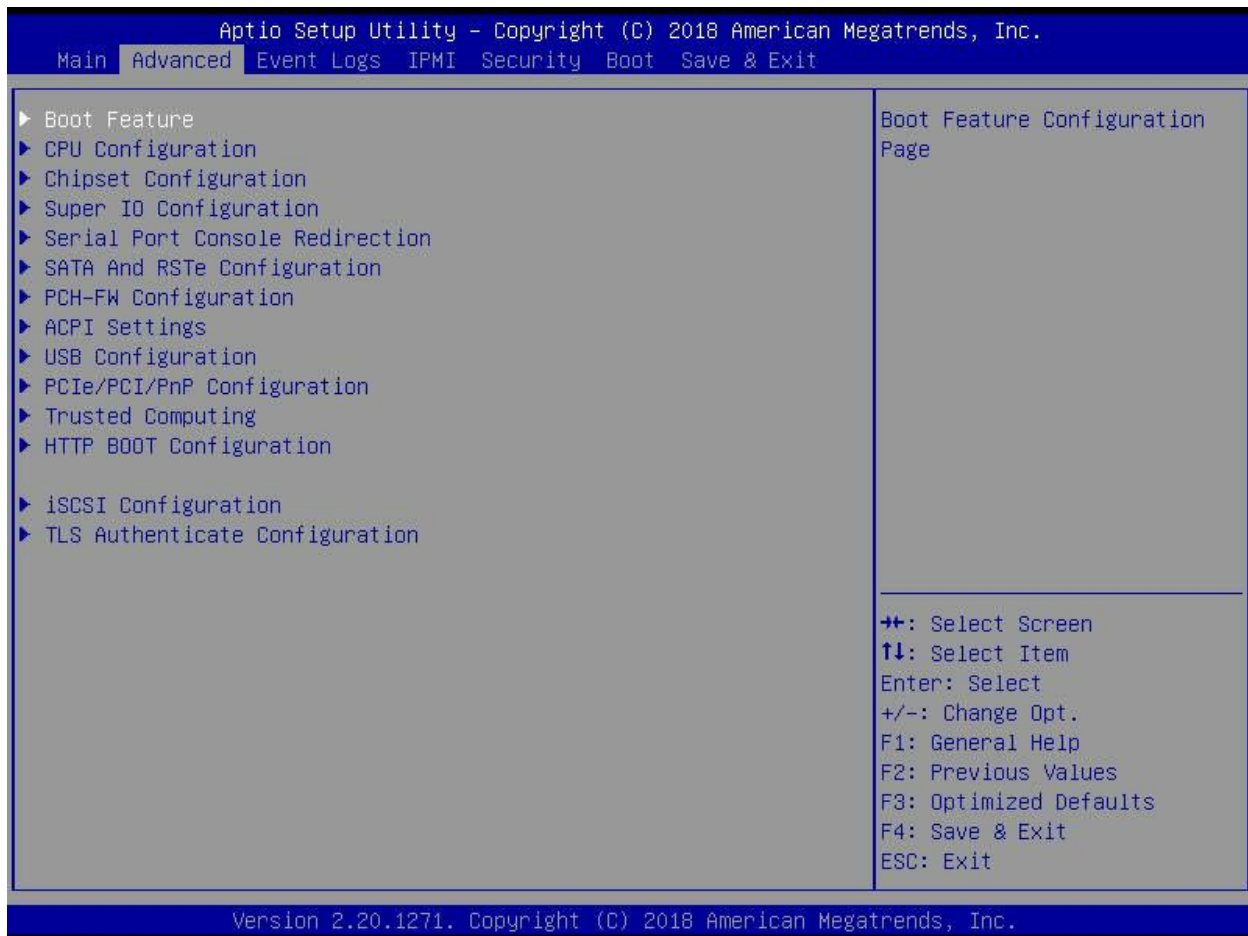 Aptio Setup Utility – Copyright (C) 2018 American Megatrends, Inc.
Main Advanced Event Logs IPMI Security Boot Save & Exit
▶ Boot Feature
▶ CPU Configuration
▶ Chipset Configuration
▶ Super IO Configuration
▶ Serial Port Console Redirection
▶ SATA And RSTe Configuration
▶ PCH-FW Configuration
▶ ACPI Settings
▶ USB Configuration
▶ PCIe/PCI/PnP Configuration
▶ Trusted Computing
▶ HTTP BOOT Configuration
▶ iSCSI Configuration
▶ TLS Authenticate Configuration
Boot Feature Configuration
Page
→←: Select Screen
↑↓: Select Item
Enter: Select
+/-: Change Opt.
F1: General Help
F2: Previous Values
F3: Optimized Defaults
F4: Save & Exit
ESC: Exit
Version 2.20.1271. Copyright (C) 2018 American Megatrends, Inc.